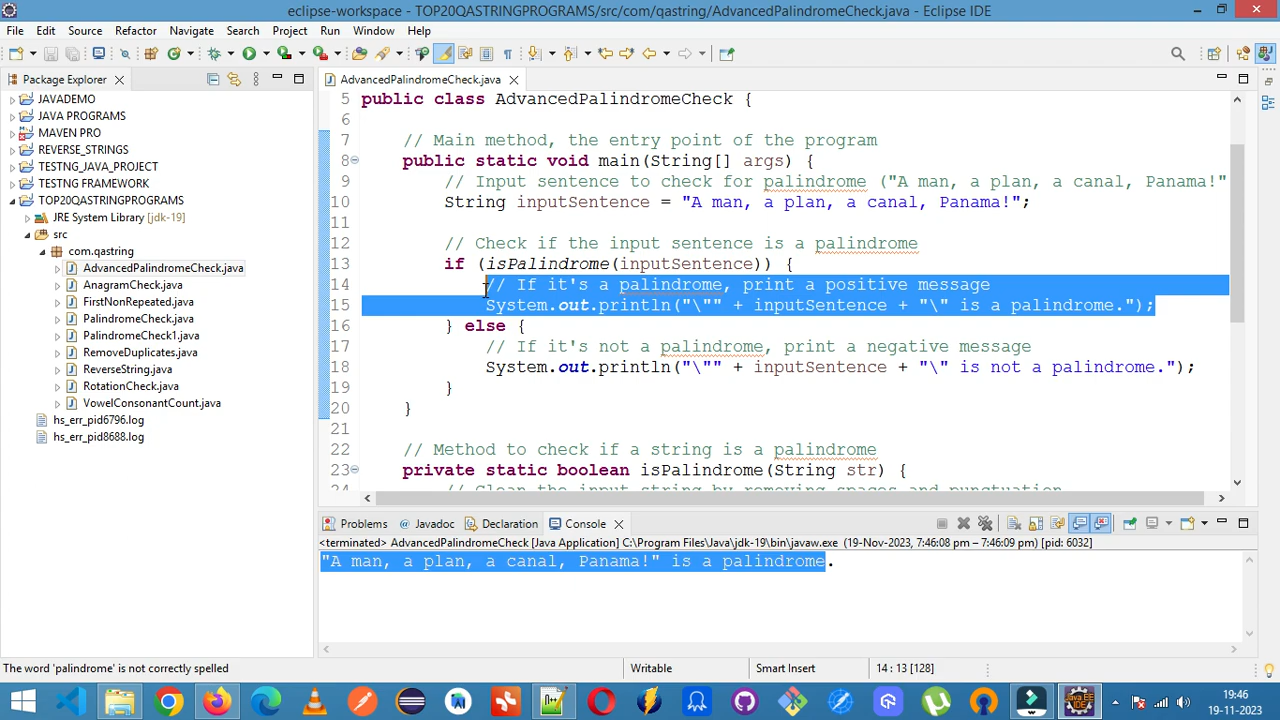 eclipse-workspace - TOP20QASTRINGPROGRAMS/src/com/qastring/AdvancedPalindromeCheck.java - Eclipse IDE
File Edit Source Refactor Navigate Search Project Run Window Help
Package Explorer
JAVADEMO
JAVA PROGRAMS
MAVEN PRO
REVERSE_STRINGS
TESTNG_JAVA_PROJECT
TESTNG FRAMEWORK
TOP20QASTRINGPROGRAMS
JRE System Library [jdk-19]
src
com.qastring
AdvancedPalindromeCheck.java
AnagramCheck.java
FirstNonRepeated.java
PalindromeCheck.java
PalindromeCheck1.java
RemoveDuplicates.java
ReverseString.java
RotationCheck.java
VowelConsonantCount.java
hs_err_pid6796.log
hs_err_pid8688.log
AdvancedPalindromeCheck.java
5 public class AdvancedPalindromeCheck {
6
7 // Main method, the entry point of the program
8 public static void main(String[] args) {
9 // Input sentence to check for palindrome ("A man, a plan, a canal, Panama!"
10 String inputSentence = "A man, a plan, a canal, Panama!";
11
12 // Check if the input sentence is a palindrome
13 if (isPalindrome(inputSentence)) {
14 // If it's a palindrome, print a positive message
15 System.out.println("\"" + inputSentence + "\" is a palindrome.");
16 } else {
17 // If it's not a palindrome, print a negative message
18 System.out.println("\"" + inputSentence + "\" is not a palindrome.");
19 }
20 }
21
22 // Method to check if a string is a palindrome
23 private static boolean isPalindrome(String str) {
24 // Clean the input string by removing spaces and punctuation
Problems Javadoc Declaration Console
<terminated> AdvancedPalindromeCheck [Java Application] C:\Program Files\Java\jdk-19\bin\javaw.exe (19-Nov-2023, 7:46:08 pm – 7:46:09 pm) [pid: 6032]
"A man, a plan, a canal, Panama!" is a palindrome.
The word 'palindrome' is not correctly spelled
Writable
Smart Insert
14 : 13 [128]
19:46
19-11-2023